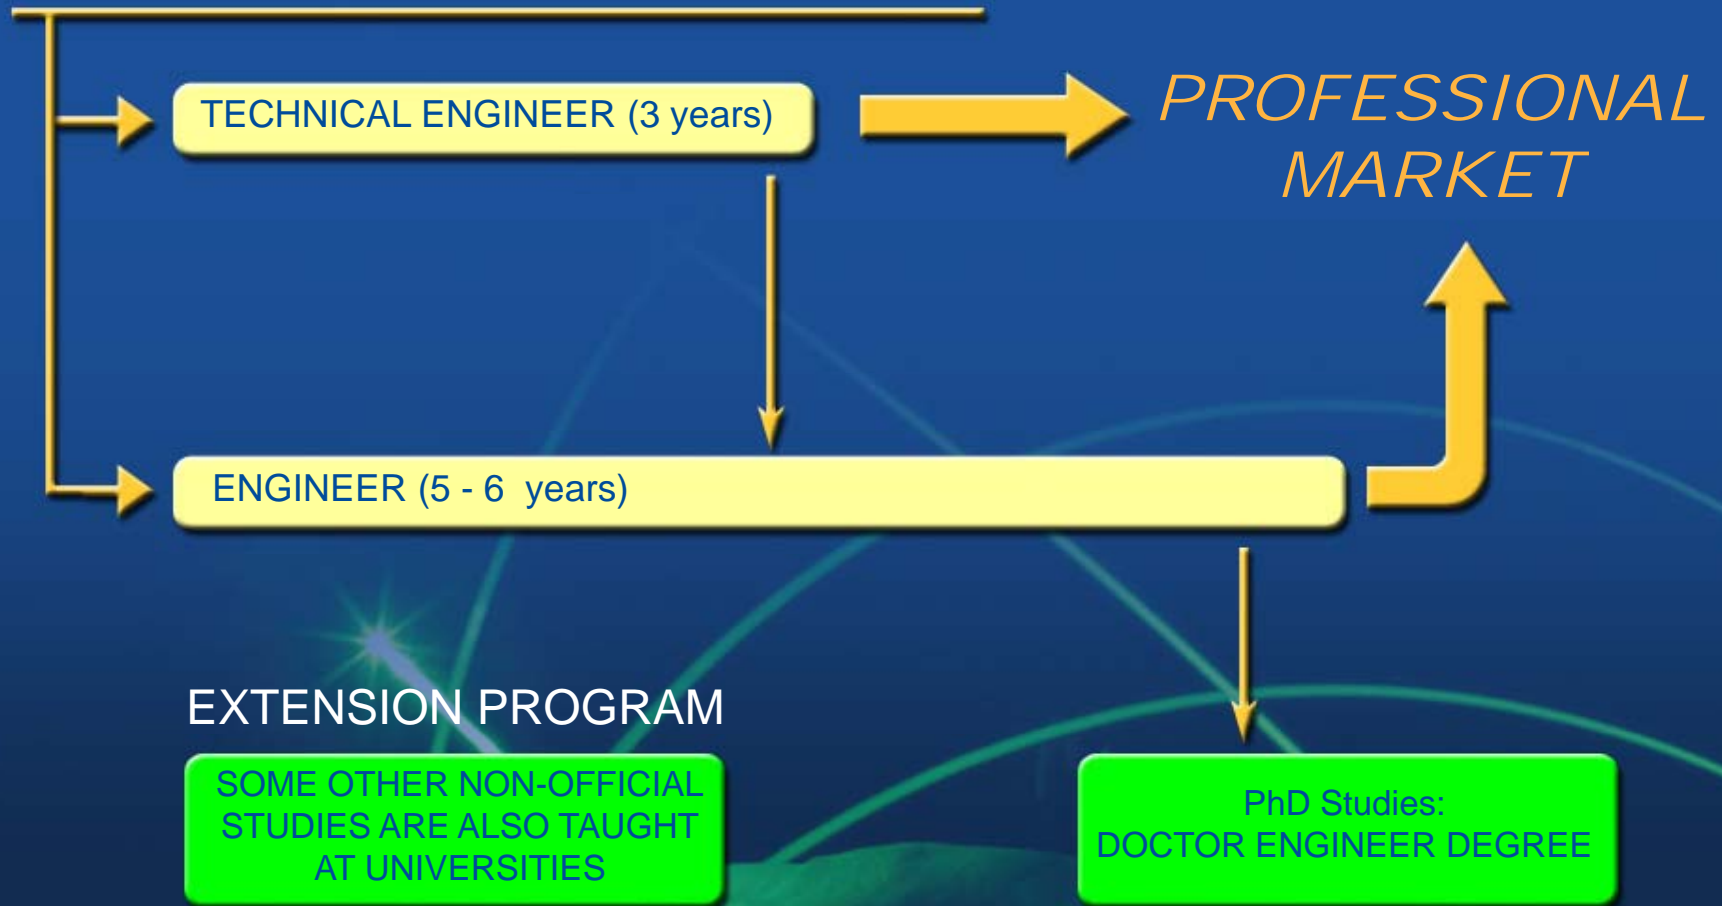 TECHNICAL ENGINEER (3 years)
PROFESSIONAL
MARKET
ENGINEER (5 - 6 years)
EXTENSION PROGRAM
SOME OTHER NON-OFFICIAL
STUDIES ARE ALSO TAUGHT
AT UNIVERSITIES
PhD Studies:
DOCTOR ENGINEER DEGREE